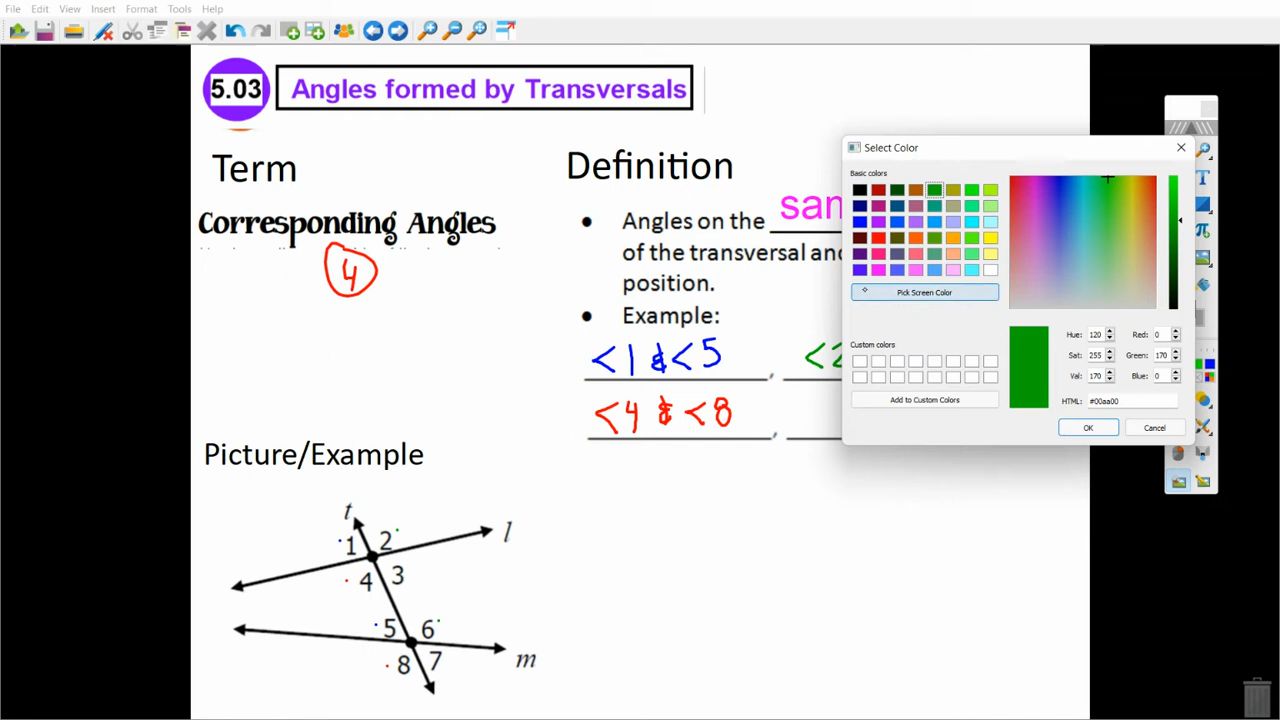 File Edit View Insert Format Tools Help
5.03 Angles formed by Transversals
Term
Definition
Corresponding Angles
4
Angles on the
of the transversal and
position.
Example:
<1 & <5 , <2
<4 & <8 ,
Picture/Example
t
l
1 2
4 3
5 6
8 7
m
Select Color
Basic colors
Pick Screen Color
Custom colors
Add to Custom Colors
Hue: 120 Red: 0
Sat: 255 Green: 170
Val: 170 Blue: 0
HTML: #00aa00
OK Cancel